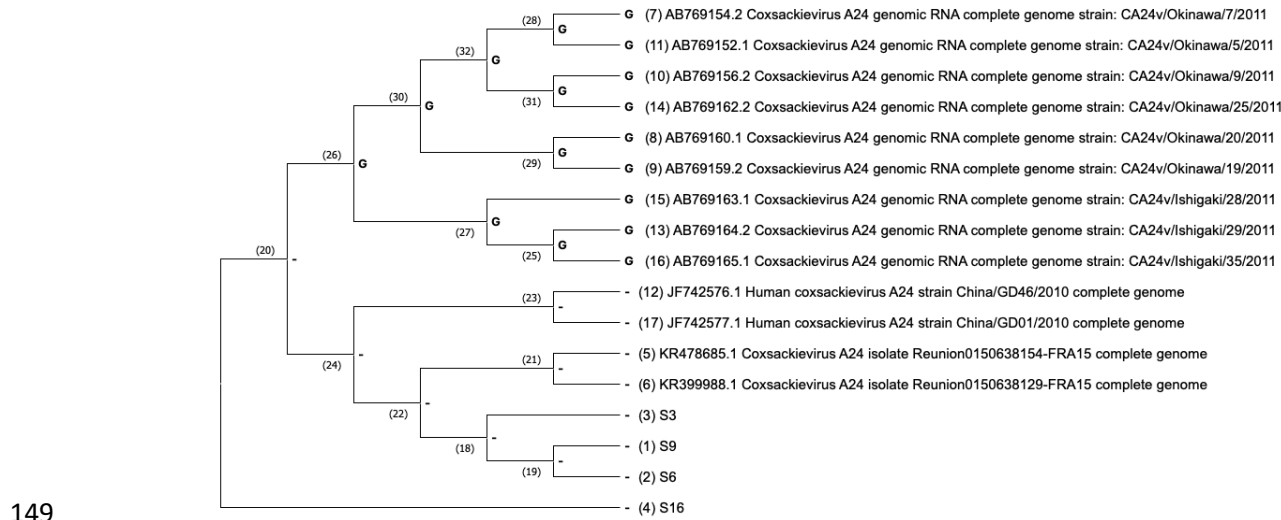 (28)
G (7) AB769154.2 Coxsackievirus A24 genomic RNA complete genome strain: CA24v/Okinawa/7/2011
(32)
G
G (11) AB769152.1 Coxsackievirus A24 genomic RNA complete genome strain: CA24v/Okinawa/5/2011
G
(30)
G (10) AB769156.2 Coxsackievirus A24 genomic RNA complete genome strain: CA24v/Okinawa/9/2011
(31)
G
G
G (14) AB769162.2 Coxsackievirus A24 genomic RNA complete genome strain: CA24v/Okinawa/25/2011
(26)
G (8) AB769160.1 Coxsackievirus A24 genomic RNA complete genome strain: CA24v/Okinawa/20/2011
(29)
G
G
G (9) AB769159.2 Coxsackievirus A24 genomic RNA complete genome strain: CA24v/Okinawa/19/2011
G (15) AB769163.1 Coxsackievirus A24 genomic RNA complete genome strain: CA24v/Ishigaki/28/2011
(27)
G
G (13) AB769164.2 Coxsackievirus A24 genomic RNA complete genome strain: CA24v/Ishigaki/29/2011
(20)
(25)
G
-
G (16) AB769165.1 Coxsackievirus A24 genomic RNA complete genome strain: CA24v/Ishigaki/35/2011
(23)
- (12) JF742576.1 Human coxsackievirus A24 strain China/GD46/2010 complete genome
-
- (17) JF742577.1 Human coxsackievirus A24 strain China/GD01/2010 complete genome
(24)
-
(21)
- (5) KR478685.1 Coxsackievirus A24 isolate Reunion0150638154-FRA15 complete genome
-
- (6) KR399988.1 Coxsackievirus A24 isolate Reunion0150638129-FRA15 complete genome
(22)
-
- (3) S3
(18)
-
- (1) S9
(19)
-
- (2) S6
- (4) S16
149